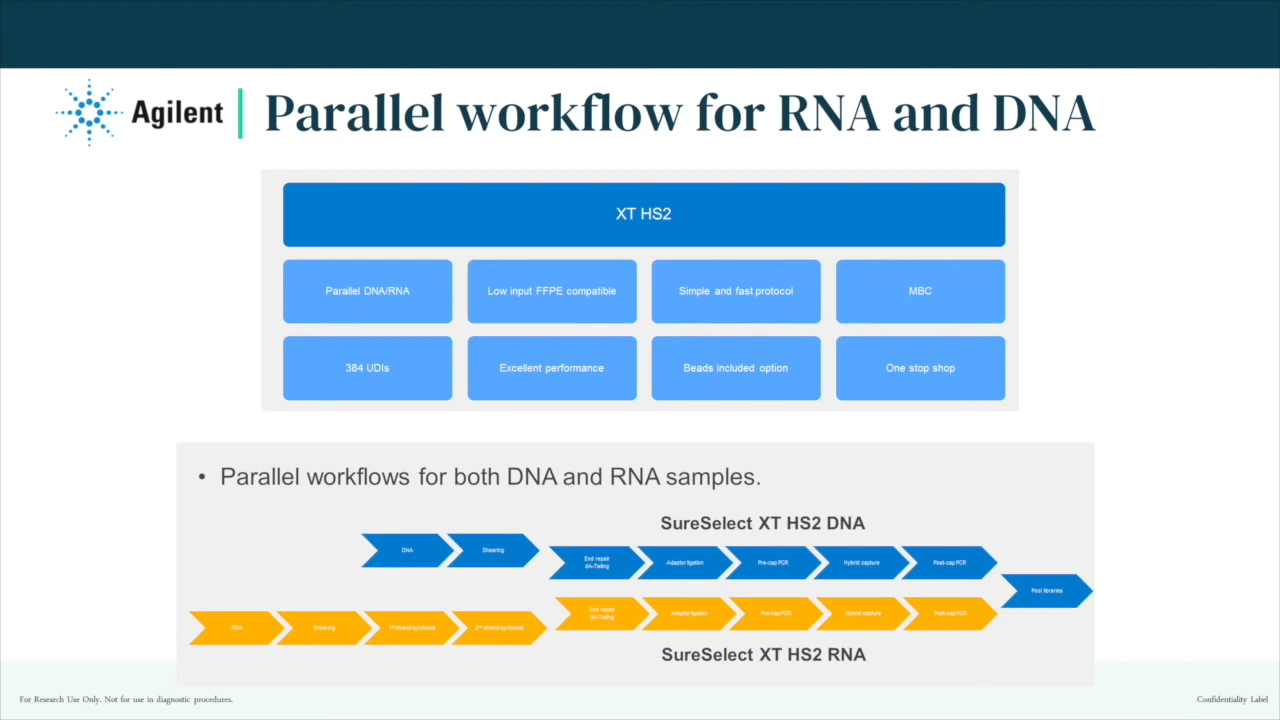 Agilent
Parallel workflow for RNA and DNA
XT HS2
Parallel DNA/RNA
Low input FFPE compatible
Simple and fast protocol
MBC
384 UDIs
Excellent performance
Beads included option
One stop shop
• Parallel workflows for both DNA and RNA samples.
SureSelect XT HS2 DNA
DNA
Shearing
End repair
dA-Tailing
Adaptor ligation
Pre-cap PCR
Hybrid capture
Post-cap PCR
Pool libraries
RNA
Shearing
1st strand synthesis
2nd strand synthesis
End repair
dA-Tailing
Adaptor ligation
Pre-cap PCR
Hybrid capture
Post-cap PCR
SureSelect XT HS2 RNA
For Research Use Only. Not for use in diagnostic procedures.
Confidentiality Label